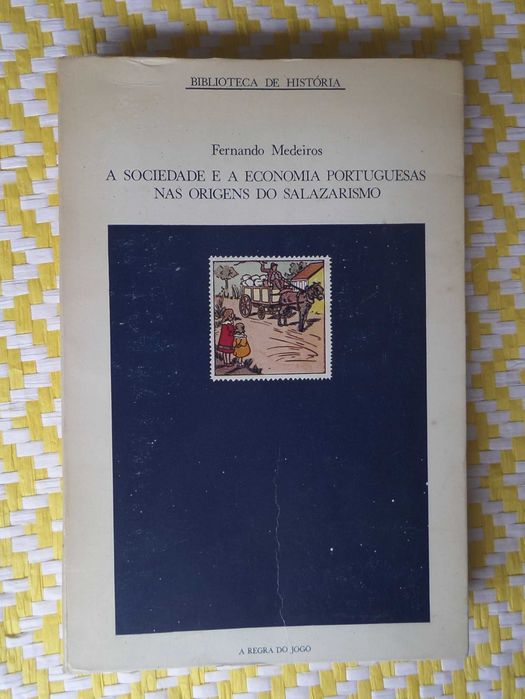 BIBLIOTECA DE HISTÓRIA
Fernando Medeiros
A SOCIEDADE E A ECONOMIA PORTUGUESAS
NAS ORIGENS DO SALAZARISMO
A REGRA DO JOGO